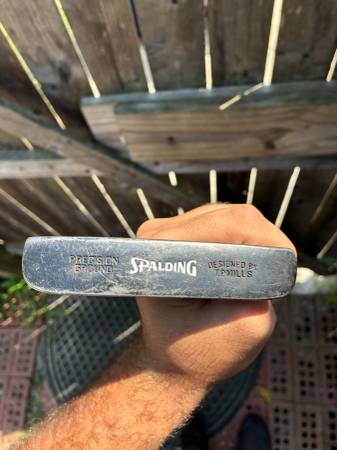 PRECISION
GROUND
SPALDING
DESIGNED BY
T.P. MILLS